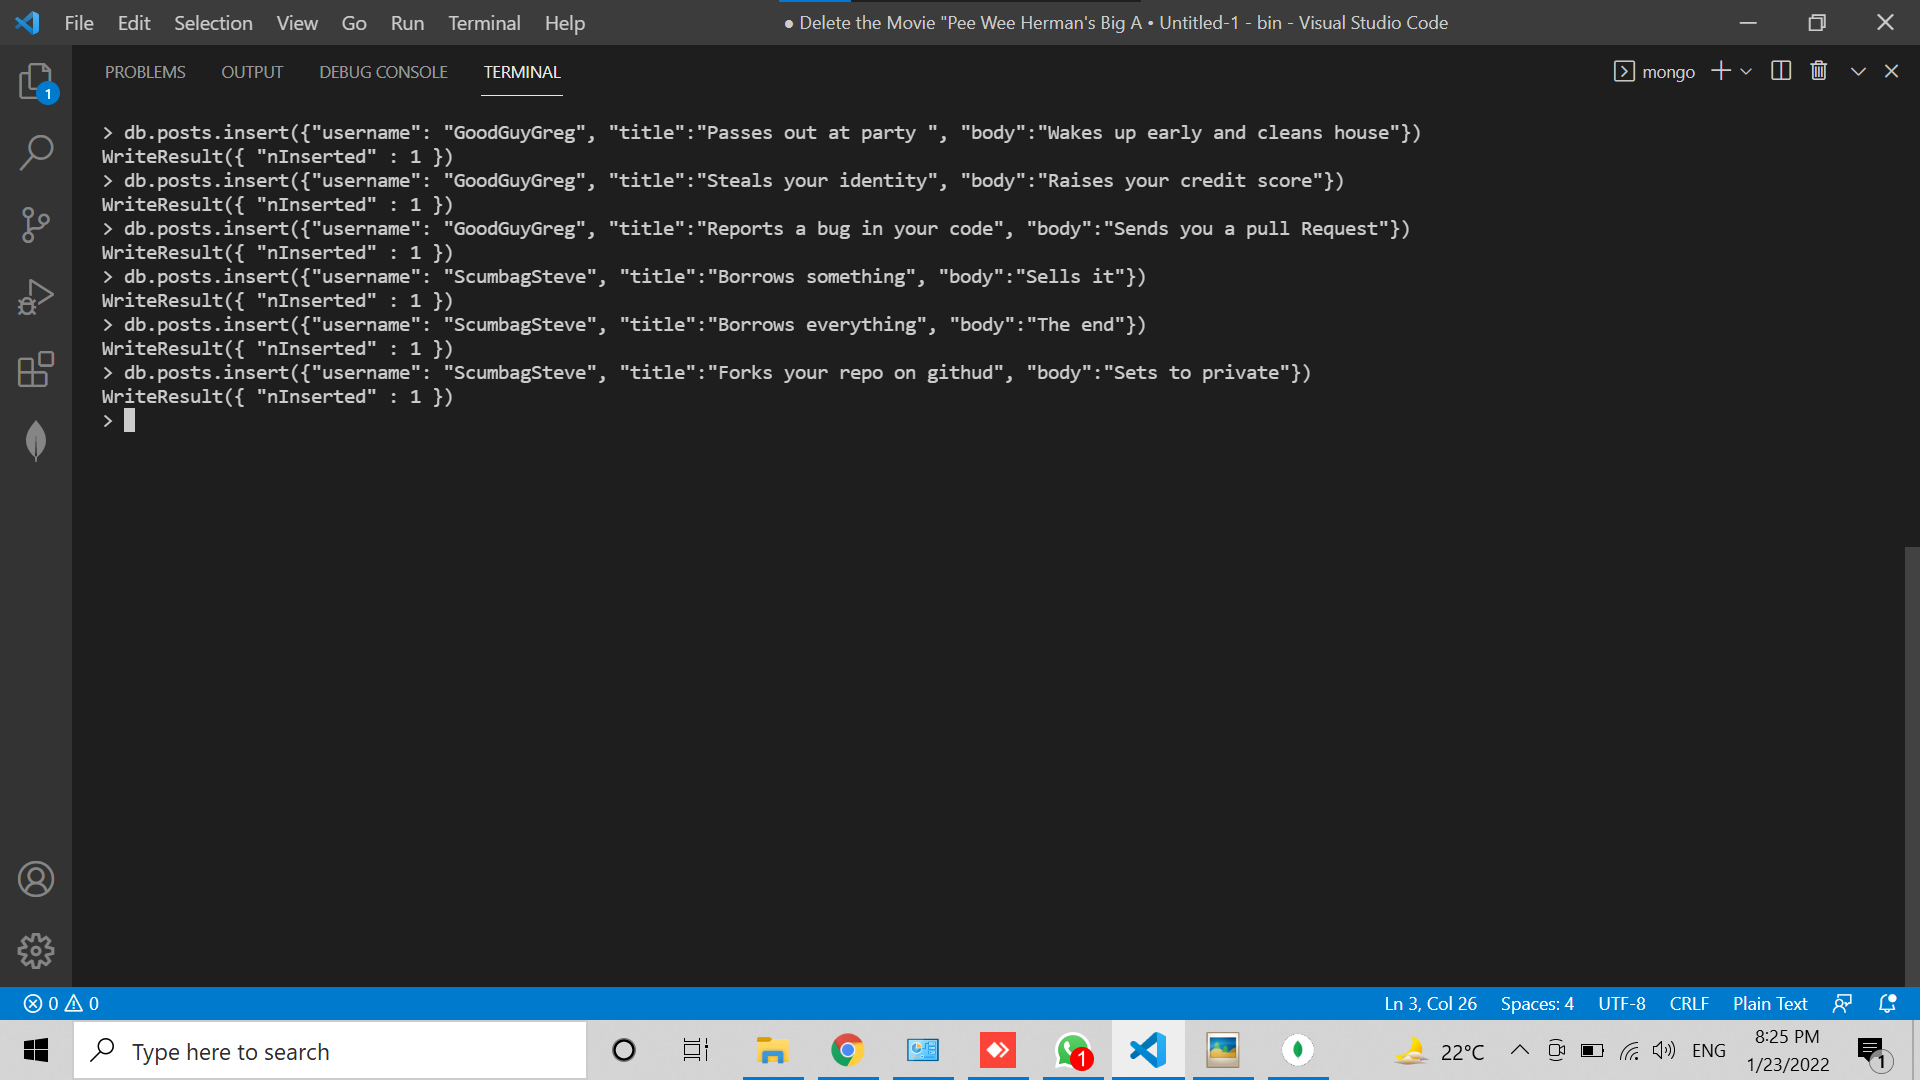 File Edit Selection View Go Run Terminal Help
● Delete the Movie "Pee Wee Herman's Big A • Untitled-1 - bin - Visual Studio Code
PROBLEMS OUTPUT DEBUG CONSOLE TERMINAL
mongo
1
> db.posts.insert({"username": "GoodGuyGreg", "title":"Passes out at party ", "body":"Wakes up early and cleans house"})
WriteResult({ "nInserted" : 1 })
> db.posts.insert({"username": "GoodGuyGreg", "title":"Steals your identity", "body":"Raises your credit score"})
WriteResult({ "nInserted" : 1 })
> db.posts.insert({"username": "GoodGuyGreg", "title":"Reports a bug in your code", "body":"Sends you a pull Request"})
WriteResult({ "nInserted" : 1 })
> db.posts.insert({"username": "ScumbagSteve", "title":"Borrows something", "body":"Sells it"})
WriteResult({ "nInserted" : 1 })
> db.posts.insert({"username": "ScumbagSteve", "title":"Borrows everything", "body":"The end"})
WriteResult({ "nInserted" : 1 })
> db.posts.insert({"username": "ScumbagSteve", "title":"Forks your repo on githud", "body":"Sets to private"})
WriteResult({ "nInserted" : 1 })
>
0 0
Ln 3, Col 26 Spaces: 4 UTF-8 CRLF Plain Text
Type here to search
1
22°C
ENG
8:25 PM
1/23/2022
1